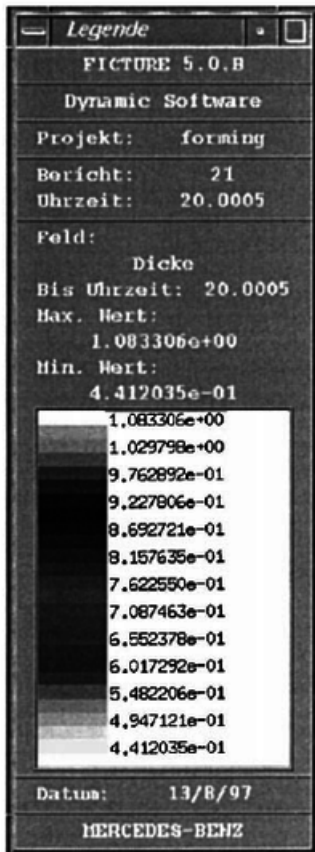 Legende
FICTURE 5.0.B
Dynamic Software
Projekt: forming
Bericht: 21
Uhrzeit: 20.0005
Feld:
Dicke
Bis Uhrzeit: 20.0005
Max. Wert:
1.083306e+00
Min. Wert:
4.412035e-01
1.083306e+00
1.029798e+00
9.762892e-01
9.227806e-01
8.692721e-01
8.157635e-01
7.622550e-01
7.087463e-01
6.552378e-01
6.017292e-01
5.482206e-01
4.947121e-01
4.412035e-01
Datum: 13/8/97
MERCEDES-BENZ